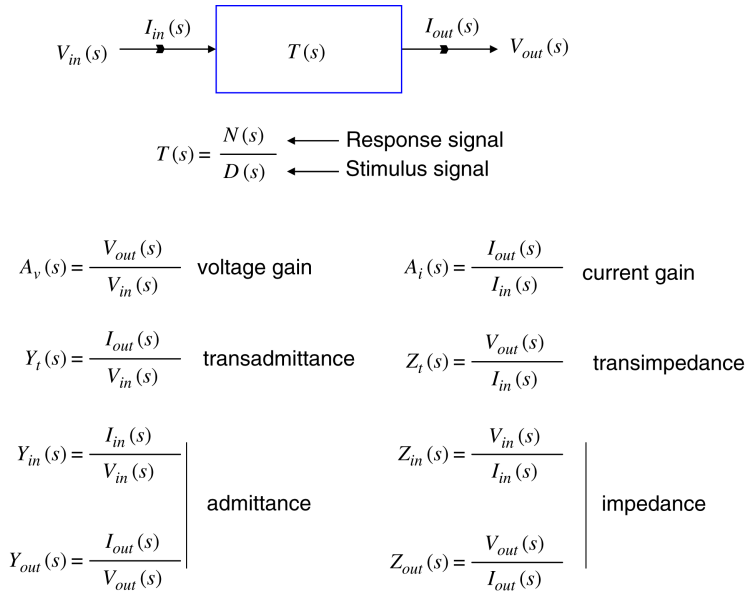 I_in(s) I_out(s)
V_in(s) T(s) V_out(s)
T(s) = N(s) / D(s)
Response signal
Stimulus signal
A_v(s) = V_out(s) / V_in(s) voltage gain
A_i(s) = I_out(s) / I_in(s) current gain
Y_t(s) = I_out(s) / V_in(s) transadmittance
Z_t(s) = V_out(s) / I_in(s) transimpedance
Y_in(s) = I_in(s) / V_in(s)
Z_in(s) = V_in(s) / I_in(s)
admittance
impedance
Y_out(s) = I_out(s) / V_out(s)
Z_out(s) = V_out(s) / I_out(s)